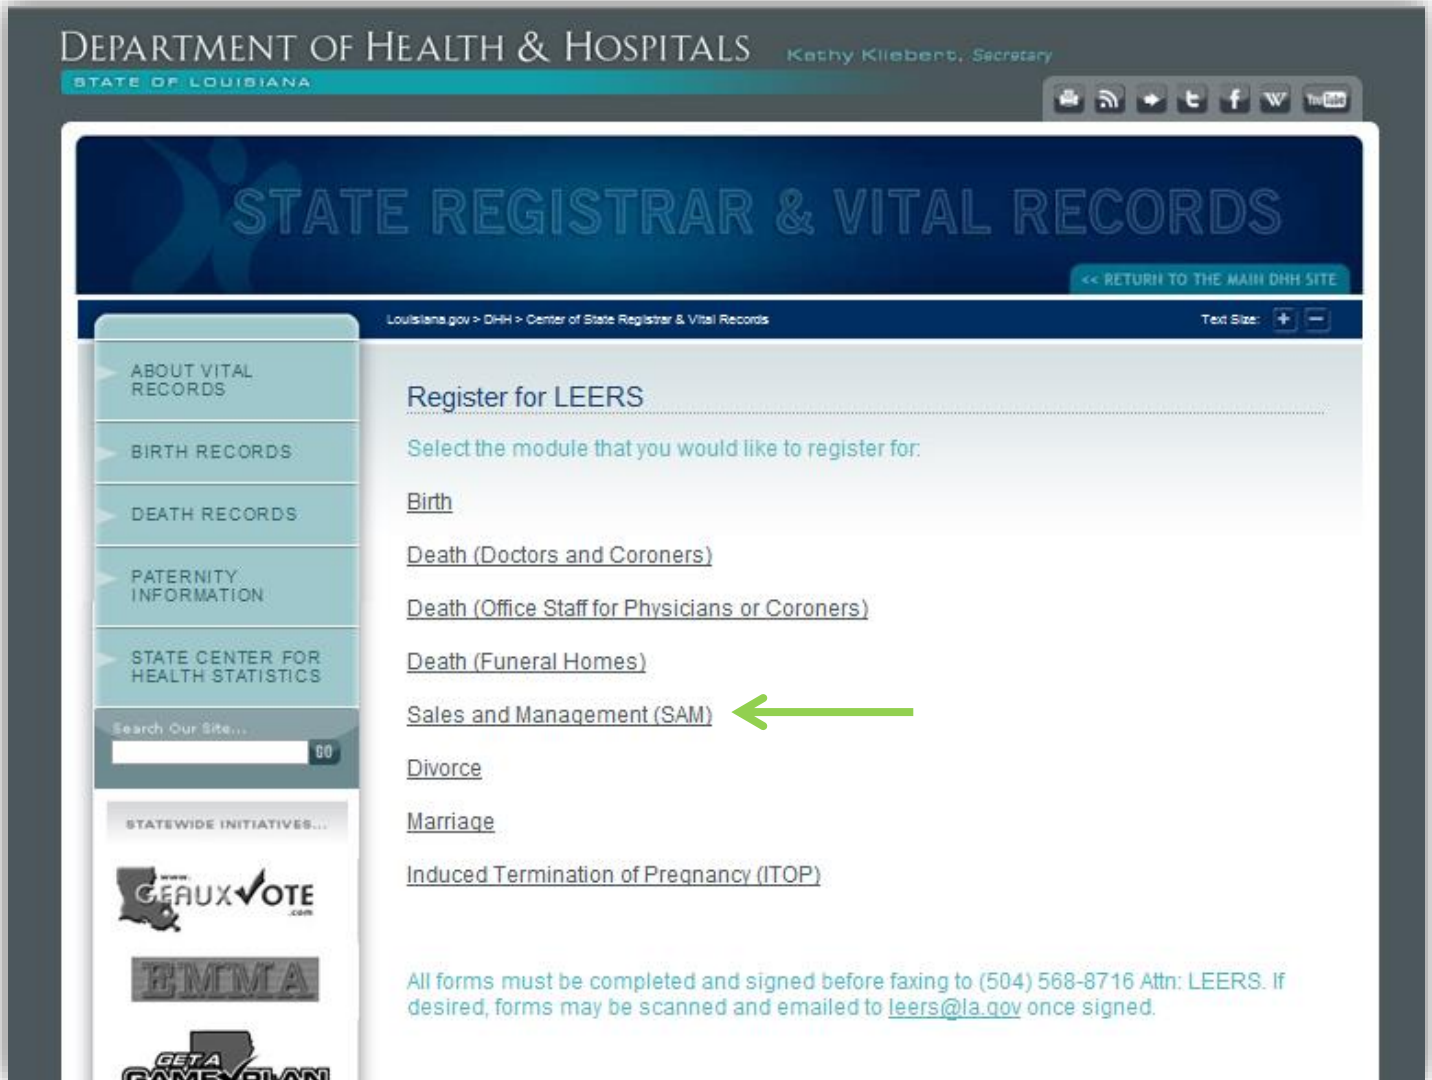 DEPARTMENT OF HEALTH & HOSPITALS
Kathy Kliebert, Secretary
STATE OF LOUISIANA
You Tube
STATE REGISTRAR & VITAL RECORDS
<< RETURN TO THE MAIN DHH SITE
Louisiana.gov > DHH > Center of State Registrar & Vital Records
Text Size: + −
ABOUT VITAL
RECORDS
BIRTH RECORDS
DEATH RECORDS
PATERNITY
INFORMATION
STATE CENTER FOR
HEALTH STATISTICS
Search Our Site...
GO
STATEWIDE INITIATIVES...
www.
GEAUXVOTE
.com
EMMA
GET A
GAME PLAN
Register for LEERS
Select the module that you would like to register for:
Birth
Death (Doctors and Coroners)
Death (Office Staff for Physicians or Coroners)
Death (Funeral Homes)
Sales and Management (SAM)
Divorce
Marriage
Induced Termination of Pregnancy (ITOP)
All forms must be completed and signed before faxing to (504) 568-8716 Attn: LEERS. If
desired, forms may be scanned and emailed to leers@la.gov once signed.